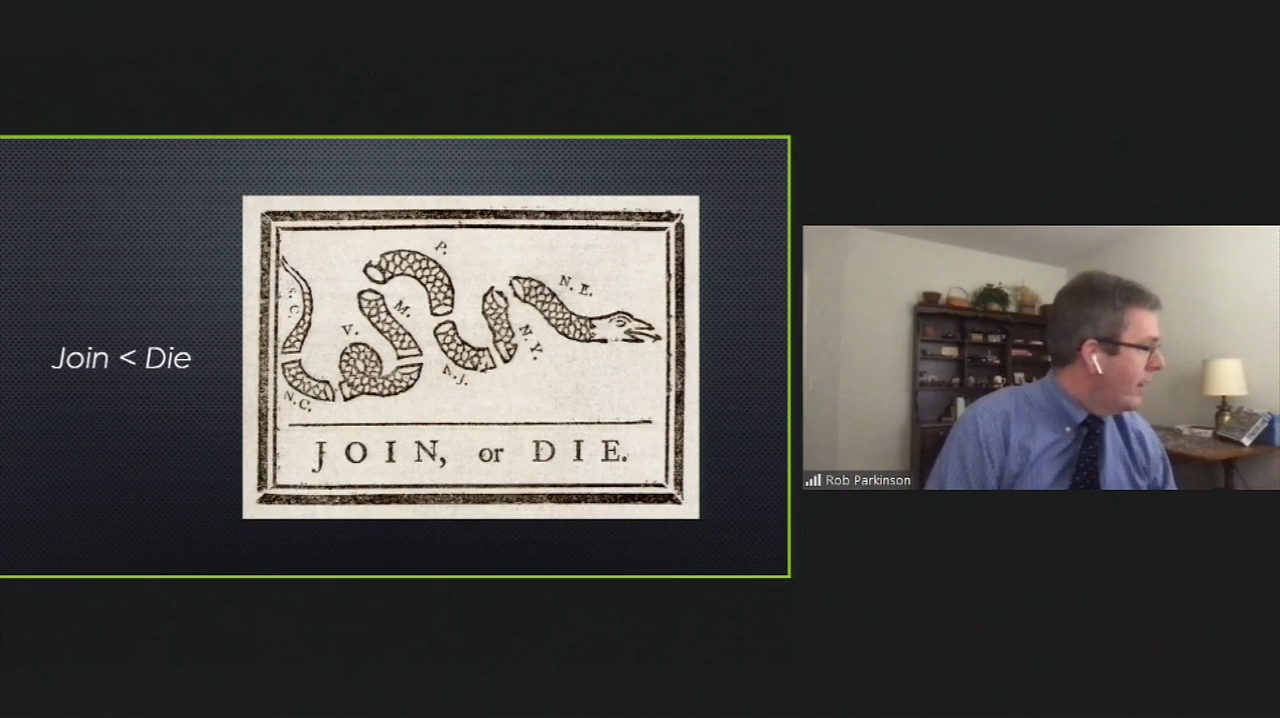 Join < Die
P.
N. E.
S. C.
M.
V.
N. Y.
N. J.
N. C.
JOIN, or DIE.
Rob Parkinson